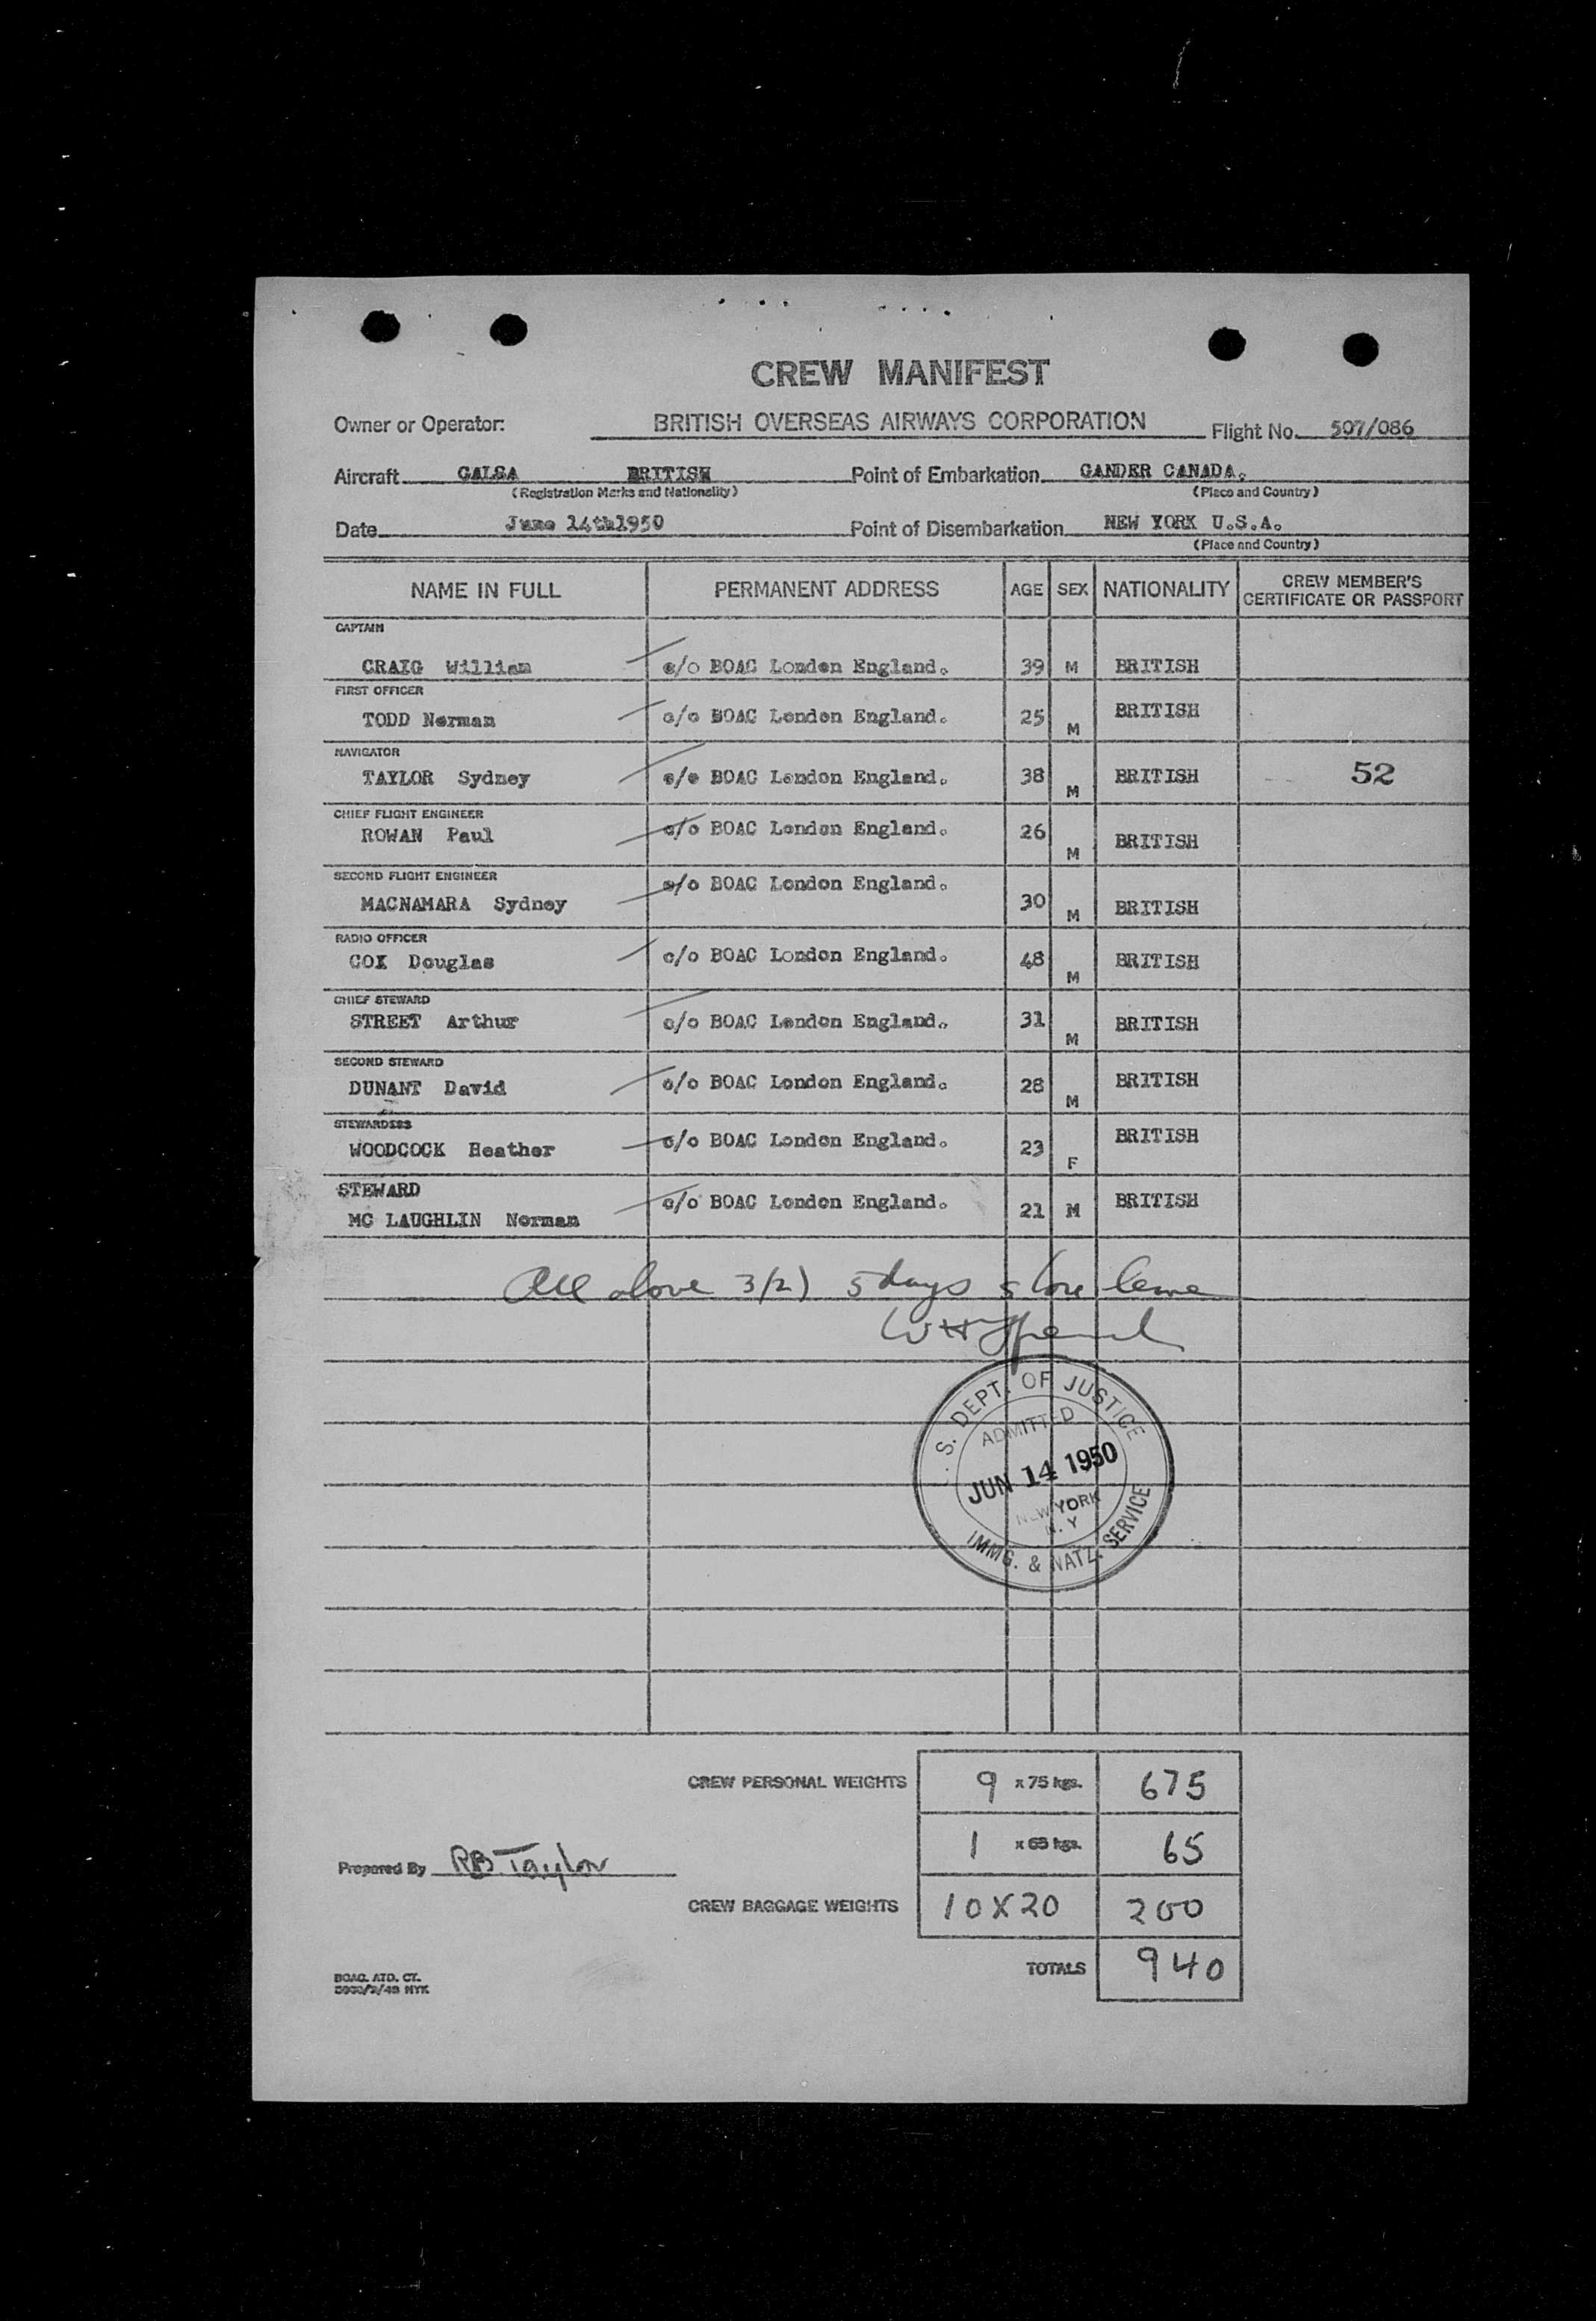 CREW MANIFEST
Owner or Operator: BRITISH OVERSEAS AIRWAYS CORPORATION Flight No. 507/086
Aircraft GALSA BRITISH Point of Embarkation GANDER CANADA.
(Registration Marks and Nationality) (Place and Country)
Date June 14th1950 Point of Disembarkation NEW YORK U.S.A.
(Place and Country)
NAME IN FULL PERMANENT ADDRESS AGE SEX NATIONALITY CREW MEMBER'S CERTIFICATE OR PASSPORT
CAPTAIN
CRAIG William c/o BOAC London England. 39 M BRITISH
FIRST OFFICER
TODD Norman c/o BOAC London England. 25 M BRITISH
NAVIGATOR
TAYLOR Sydney c/o BOAC London England. 38 M BRITISH 52
CHIEF FLIGHT ENGINEER
ROWAN Paul c/o BOAC London England. 26 M BRITISH
SECOND FLIGHT ENGINEER
MACNAMARA Sydney c/o BOAC London England. 30 M BRITISH
RADIO OFFICER
COX Douglas c/o BOAC London England. 48 M BRITISH
CHIEF STEWARD
STREET Arthur c/o BOAC London England. 31 M BRITISH
SECOND STEWARD
DUNANT David c/o BOAC London England. 28 M BRITISH
STEWARDESS
WOODCOCK Heather c/o BOAC London England. 23 F BRITISH
STEWARD
MC LAUGHLIN Norman c/o BOAC London England. 21 M BRITISH
All above 3(2) 5 days shore leave
S. DEPT. OF JUSTICE
ADMITTED
JUN 14 1950
NEW YORK
N. Y
IMMG. & NATZ. SERVICE
CREW PERSONAL WEIGHTS 9 x 75 kgs. 675
1 x 65 kgs. 65
Prepared By RB Taylor
CREW BAGGAGE WEIGHTS 10 X 20 200
TOTALS 940
BOAC. ATD. CT.
NYK